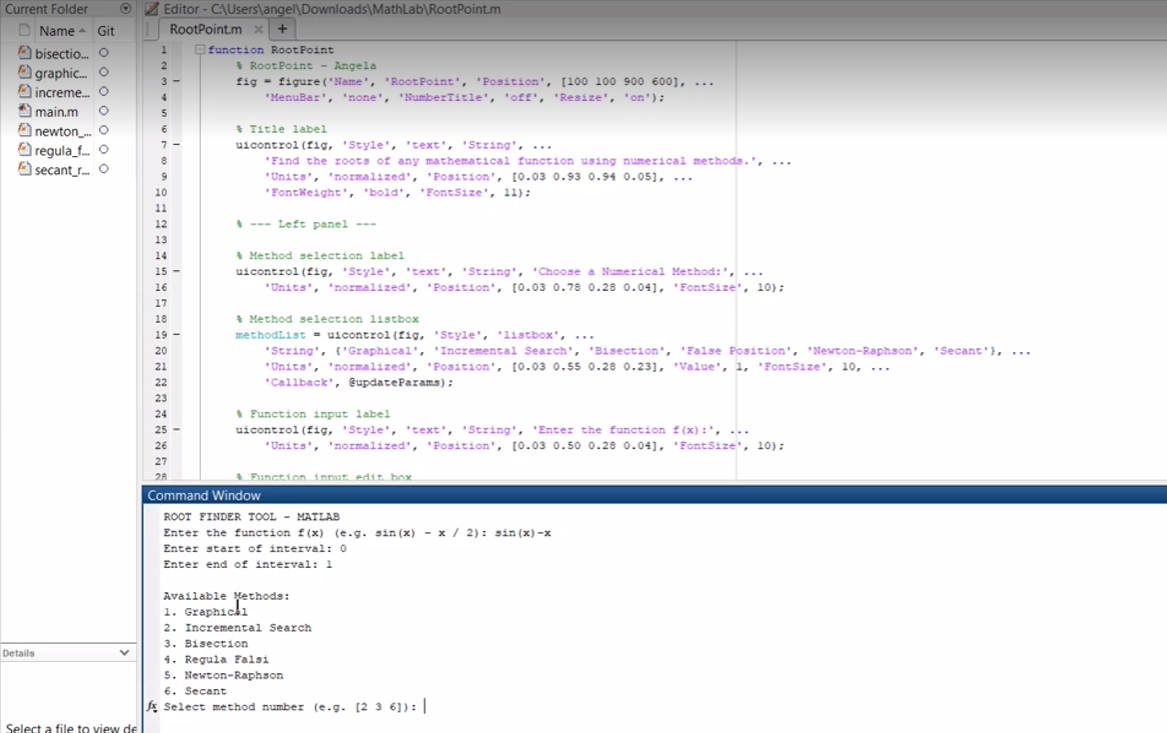 Current Folder
Name Git
bisectio...
graphic...
increme...
main.m
newton_...
regula_f...
secant_r...
Details
Select a file to view de
Editor - C:\Users\angel\Downloads\MathLab\RootPoint.m
RootPoint.m × +
1 function RootPoint
2 % RootPoint - Angela
3 - fig = figure('Name', 'RootPoint', 'Position', [100 100 900 600], ...
4 'MenuBar', 'none', 'NumberTitle', 'off', 'Resize', 'on');
5
6 % Title label
7 - uicontrol(fig, 'Style', 'text', 'String', ...
8 'Find the roots of any mathematical function using numerical methods.', ...
9 'Units', 'normalized', 'Position', [0.03 0.93 0.94 0.05], ...
10 'FontWeight', 'bold', 'FontSize', 11);
11
12 % --- Left panel ---
13
14 % Method selection label
15 - uicontrol(fig, 'Style', 'text', 'String', 'Choose a Numerical Method:', ...
16 'Units', 'normalized', 'Position', [0.03 0.78 0.28 0.04], 'FontSize', 10);
17
18 % Method selection listbox
19 - methodList = uicontrol(fig, 'Style', 'listbox', ...
20 'String', {'Graphical', 'Incremental Search', 'Bisection', 'False Position', 'Newton-Raphson', 'Secant'}, ...
21 'Units', 'normalized', 'Position', [0.03 0.55 0.28 0.23], 'Value', 1, 'FontSize', 10, ...
22 'Callback', @updateParams);
23
24 % Function input label
25 - uicontrol(fig, 'Style', 'text', 'String', 'Enter the function f(x):', ...
26 'Units', 'normalized', 'Position', [0.03 0.50 0.28 0.04], 'FontSize', 10);
27
28 % Function input edit box
Command Window
ROOT FINDER TOOL - MATLAB
Enter the function f(x) (e.g. sin(x) - x / 2): sin(x)-x
Enter start of interval: 0
Enter end of interval: 1
Available Methods:
1. Graphical
2. Incremental Search
3. Bisection
4. Regula Falsi
5. Newton-Raphson
6. Secant
fx Select method number (e.g. [2 3 6]):